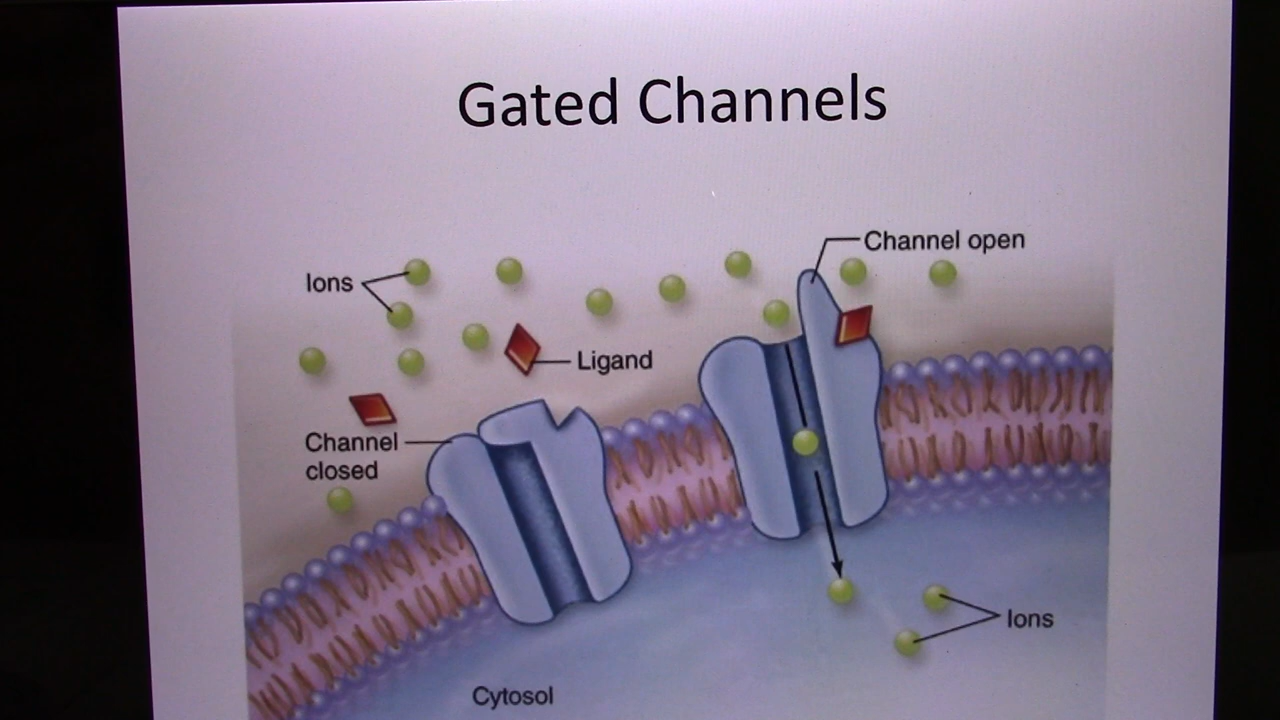 Gated Channels
Channel open
Ions
Ligand
Channel
closed
Ions
Cytosol